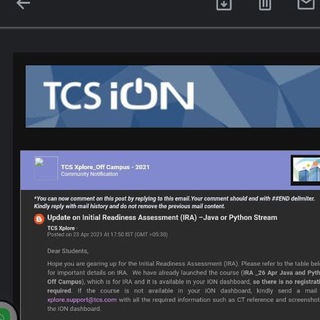 TCS iON
TCS Xplore_Off Campus - 2021
Community Notification
*You can now comment on this post by replying to this email.Your comment should end with ##END delimiter.
Kindly reply with mail history and do not remove the previous mail content.
Update on Initial Readiness Assessment (IRA) –Java or Python Stream
TCS Xplore -
Posted on 23 Apr 2021 At 17:50 IST (GMT +05:30)
Dear Students,
Hope you are gearing up for the Initial Readiness Assessment (IRA). Please refer to the table bel
for important details on IRA. We have already launched the course (IRA _26 Apr Java and Pyth
Off Campus), which is for IRA and it is available in your iON dashboard, so there is no registrat
required. If the course is not available in your iON dashboard, kindly send a mail
xplore.support@tcs.com with all the required information such as CT reference and screenshot
the iON dashboard.